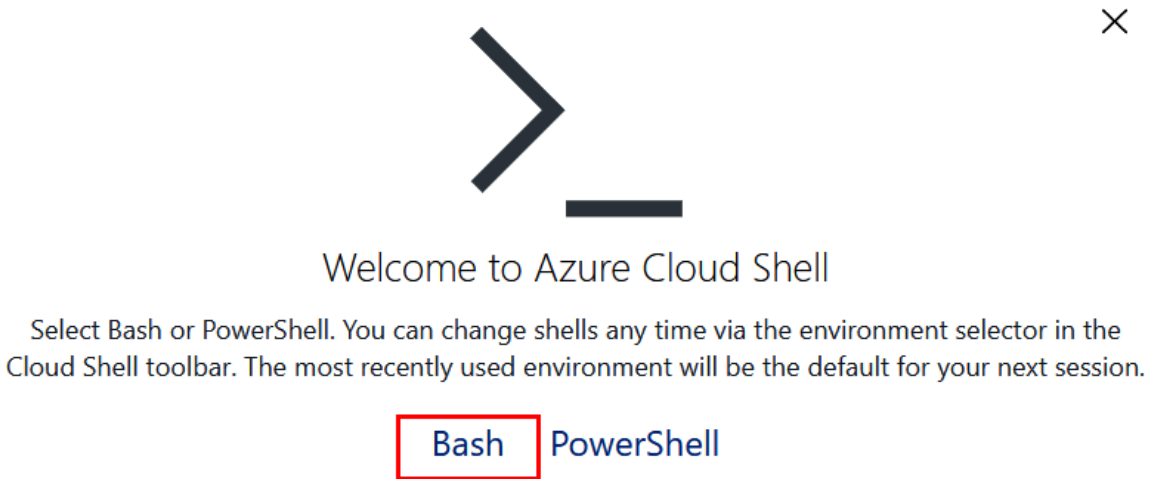 Welcome to Azure Cloud Shell
Select Bash or PowerShell. You can change shells any time via the environment selector in the
Cloud Shell toolbar. The most recently used environment will be the default for your next session.
Bash PowerShell